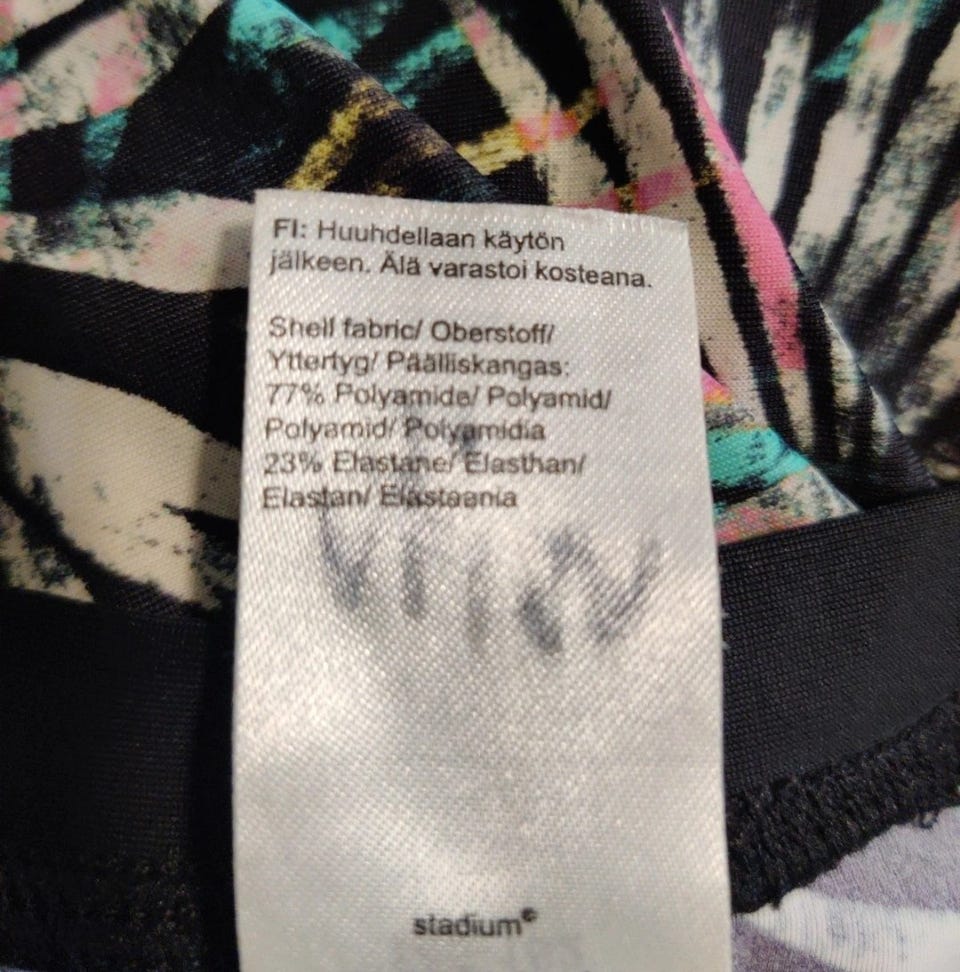 FI: Huuhdellaan käytön
jälkeen. Älä varastoi kosteana.
Shell fabric/ Oberstoff/
Yttertyg/ Päälliskangas:
77% Polyamide/ Polyamid/
Polyamid/ Polyamidia
23% Elastane/ Elasthan/
Elastan/ Elastaania
stadium